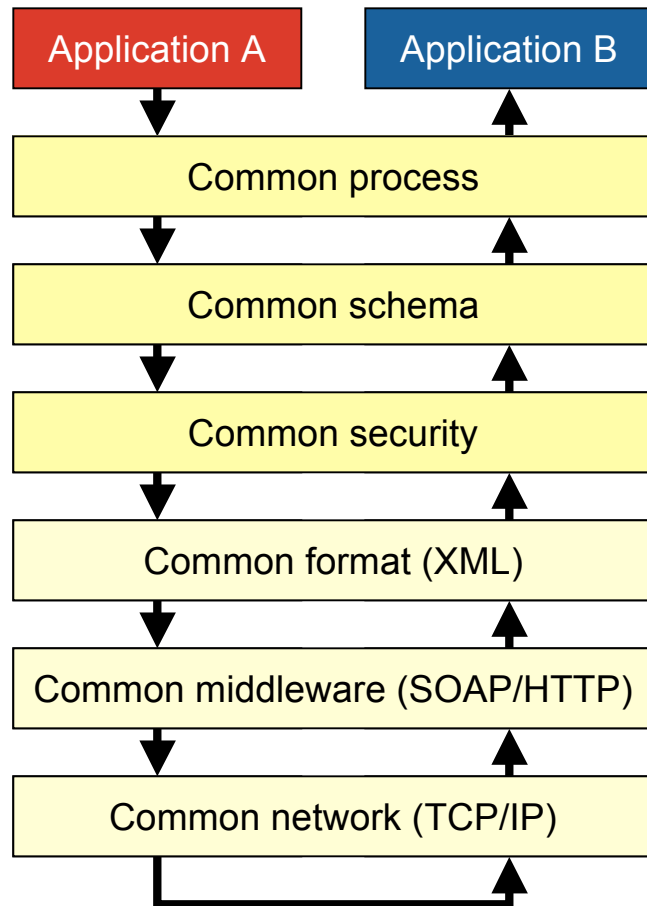 Application A
Application B
Common process
Common schema
Common security
Common format (XML)
Common middleware (SOAP/HTTP)
Common network (TCP/IP)